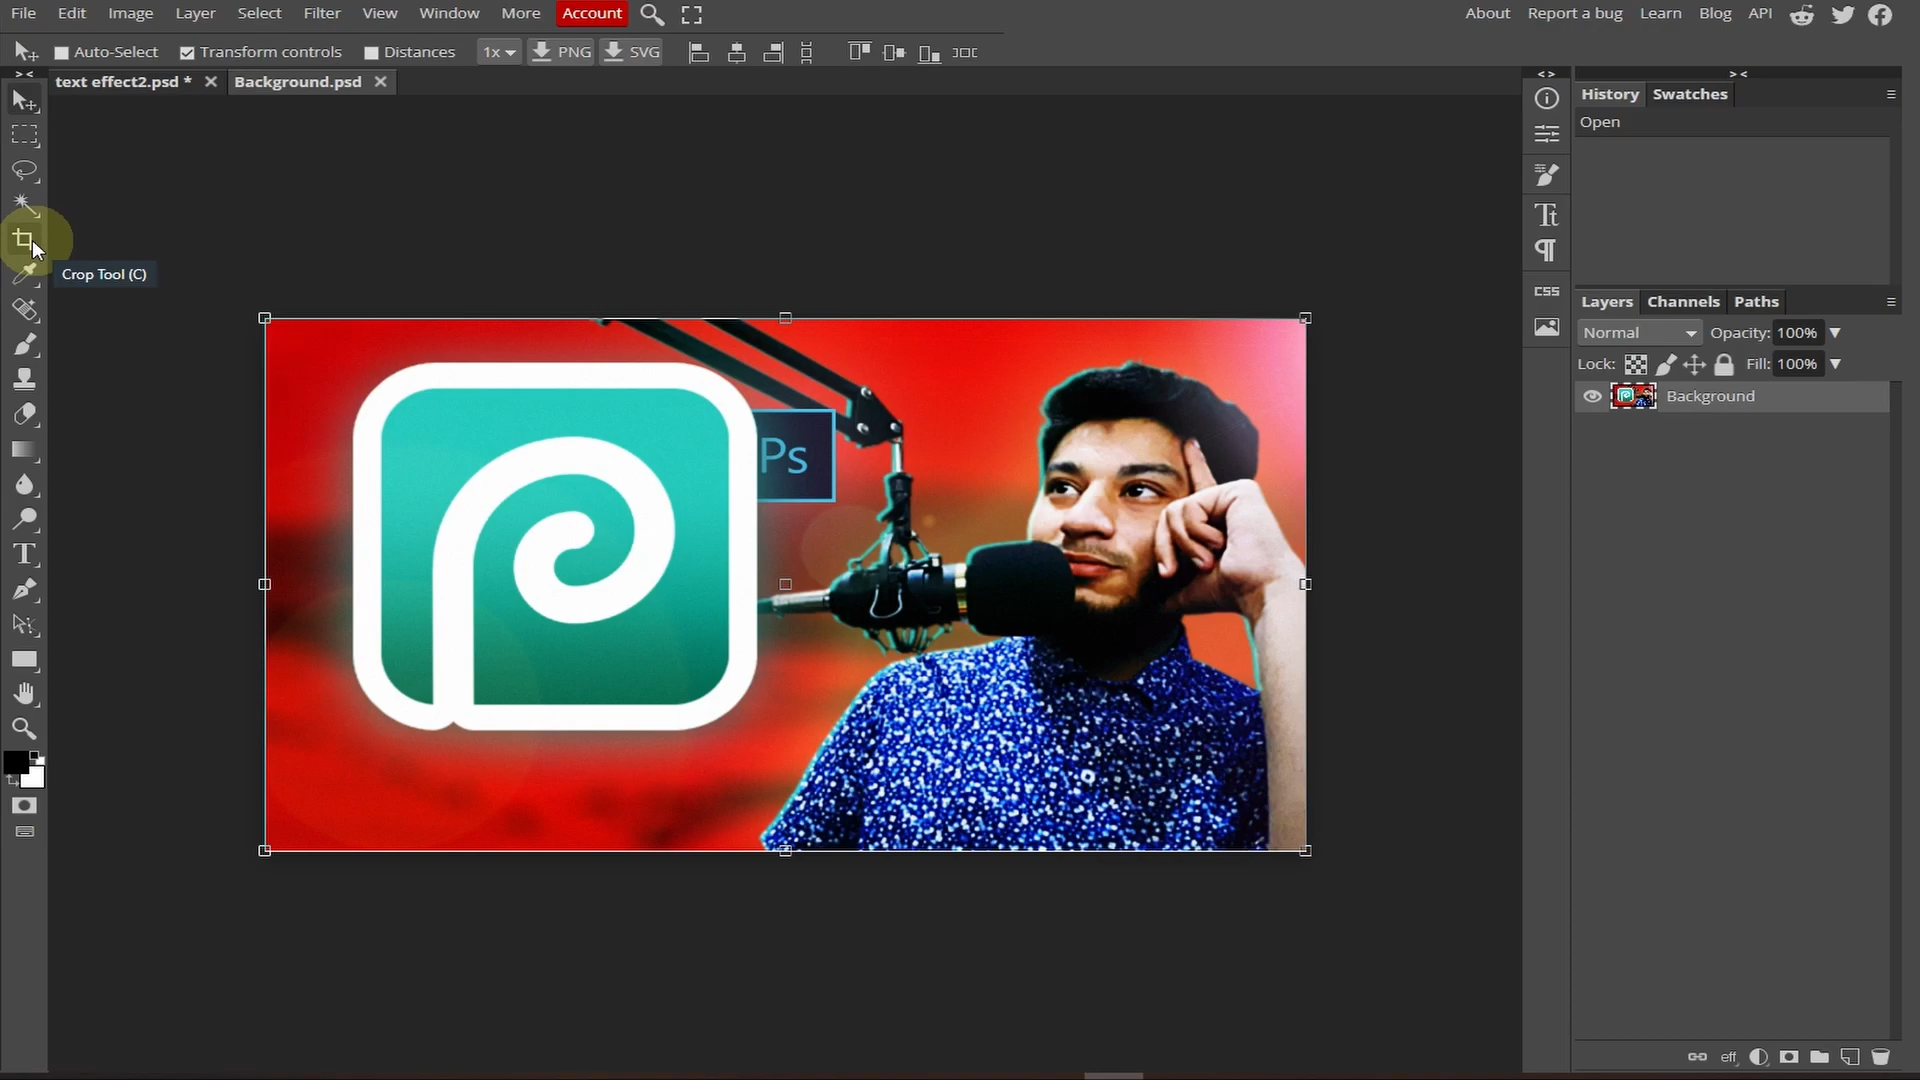 File Edit Image Layer Select Filter View Window More Account About Report a bug Learn Blog API
Auto-Select Transform controls Distances 1x PNG SVG
text effect2.psd * Background.psd
History Swatches
Open
Tt
Crop Tool (C)
CSS
Layers Channels Paths
Normal Opacity: 100%
Lock: Fill: 100%
Background
Ps
T
eff